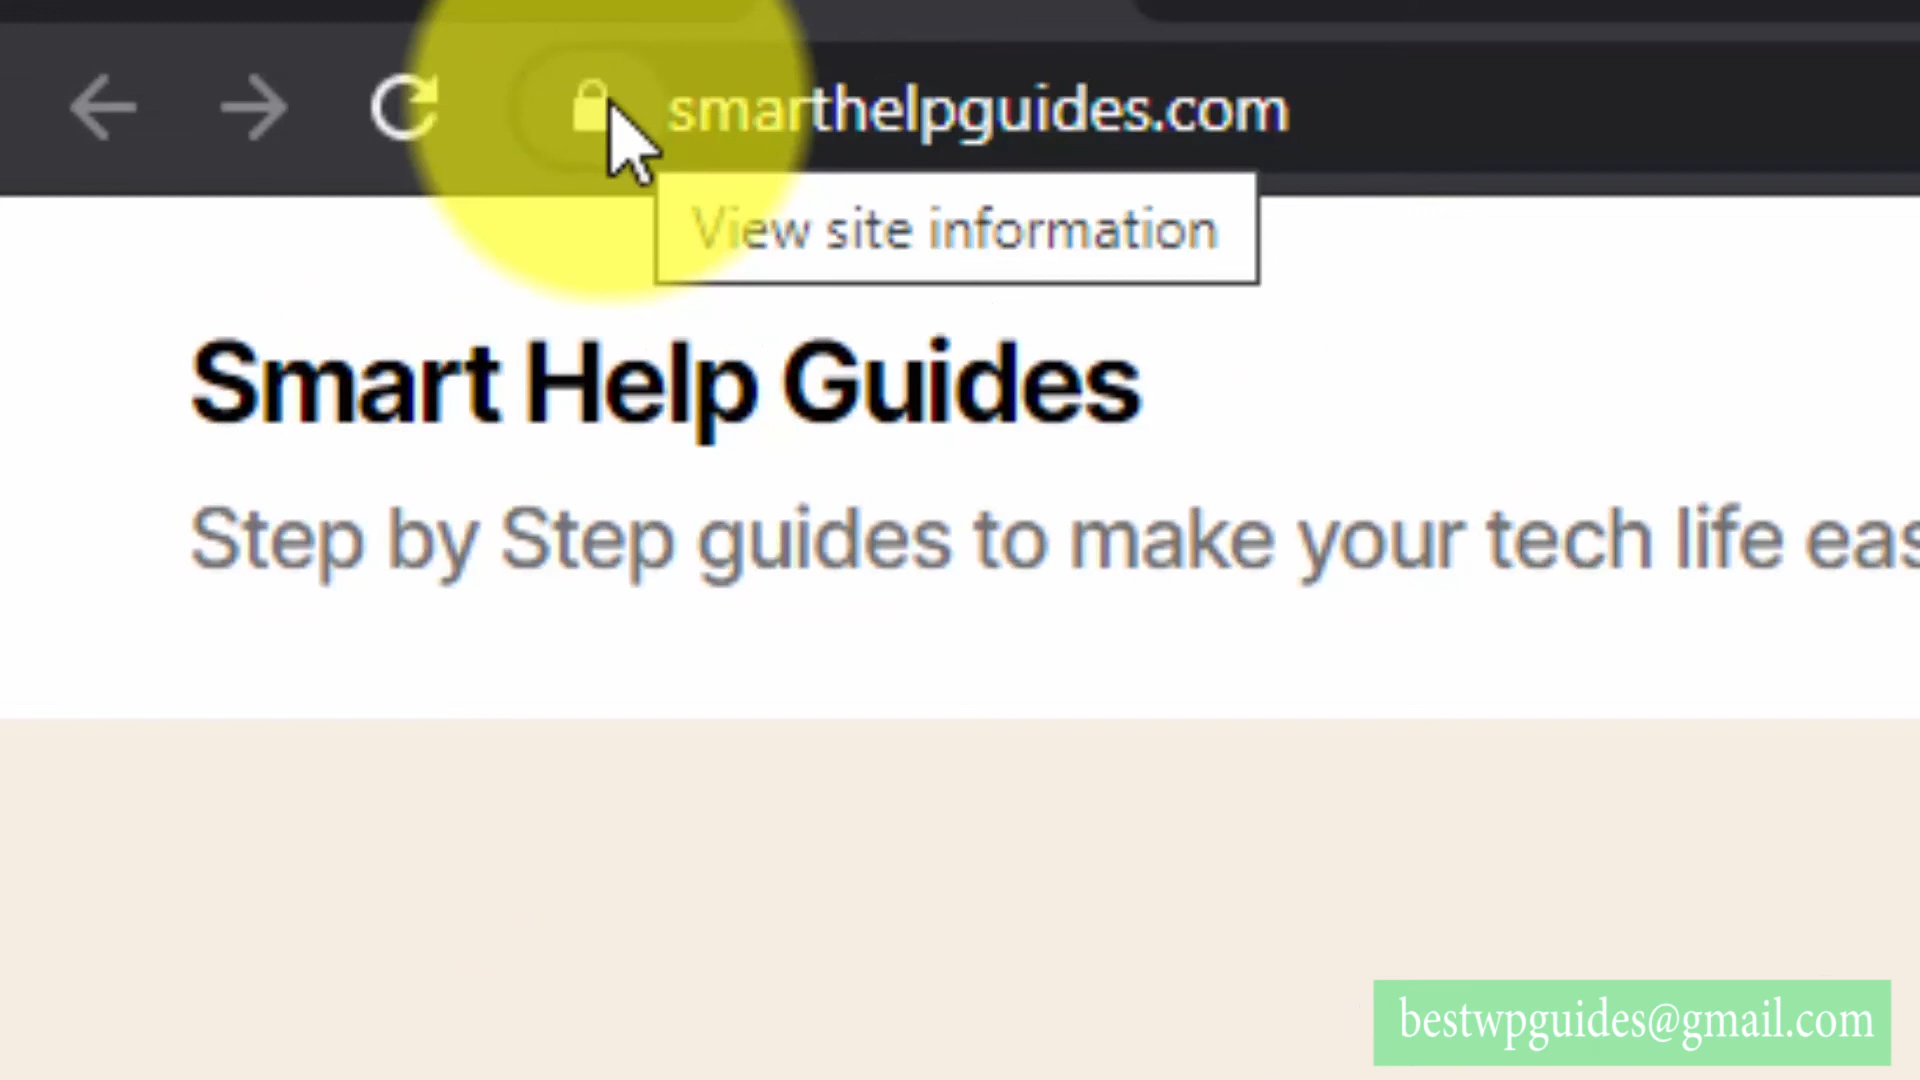 smarthelpguides.com
View site information
Smart Help Guides
Step by Step guides to make your tech life eas
bestwpguides@gmail.com